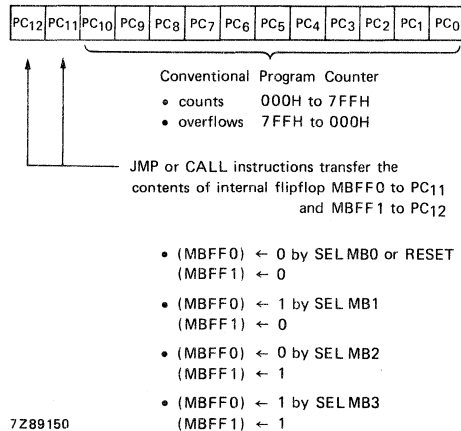 PC12 PC11 PC10 PC9 PC8 PC7 PC6 PC5 PC4 PC3 PC2 PC1 PC0
Conventional Program Counter
• counts 000H to 7FFH
• overflows 7FFH to 000H
JMP or CALL instructions transfer the
contents of internal flipflop MBFF0 to PC11
and MBFF1 to PC12
• (MBFF0) ← 0 by SEL MB0 or RESET
(MBFF1) ← 0
• (MBFF0) ← 1 by SEL MB1
(MBFF1) ← 0
• (MBFF0) ← 0 by SEL MB2
(MBFF1) ← 1
• (MBFF0) ← 1 by SEL MB3
(MBFF1) ← 1
7Z89150